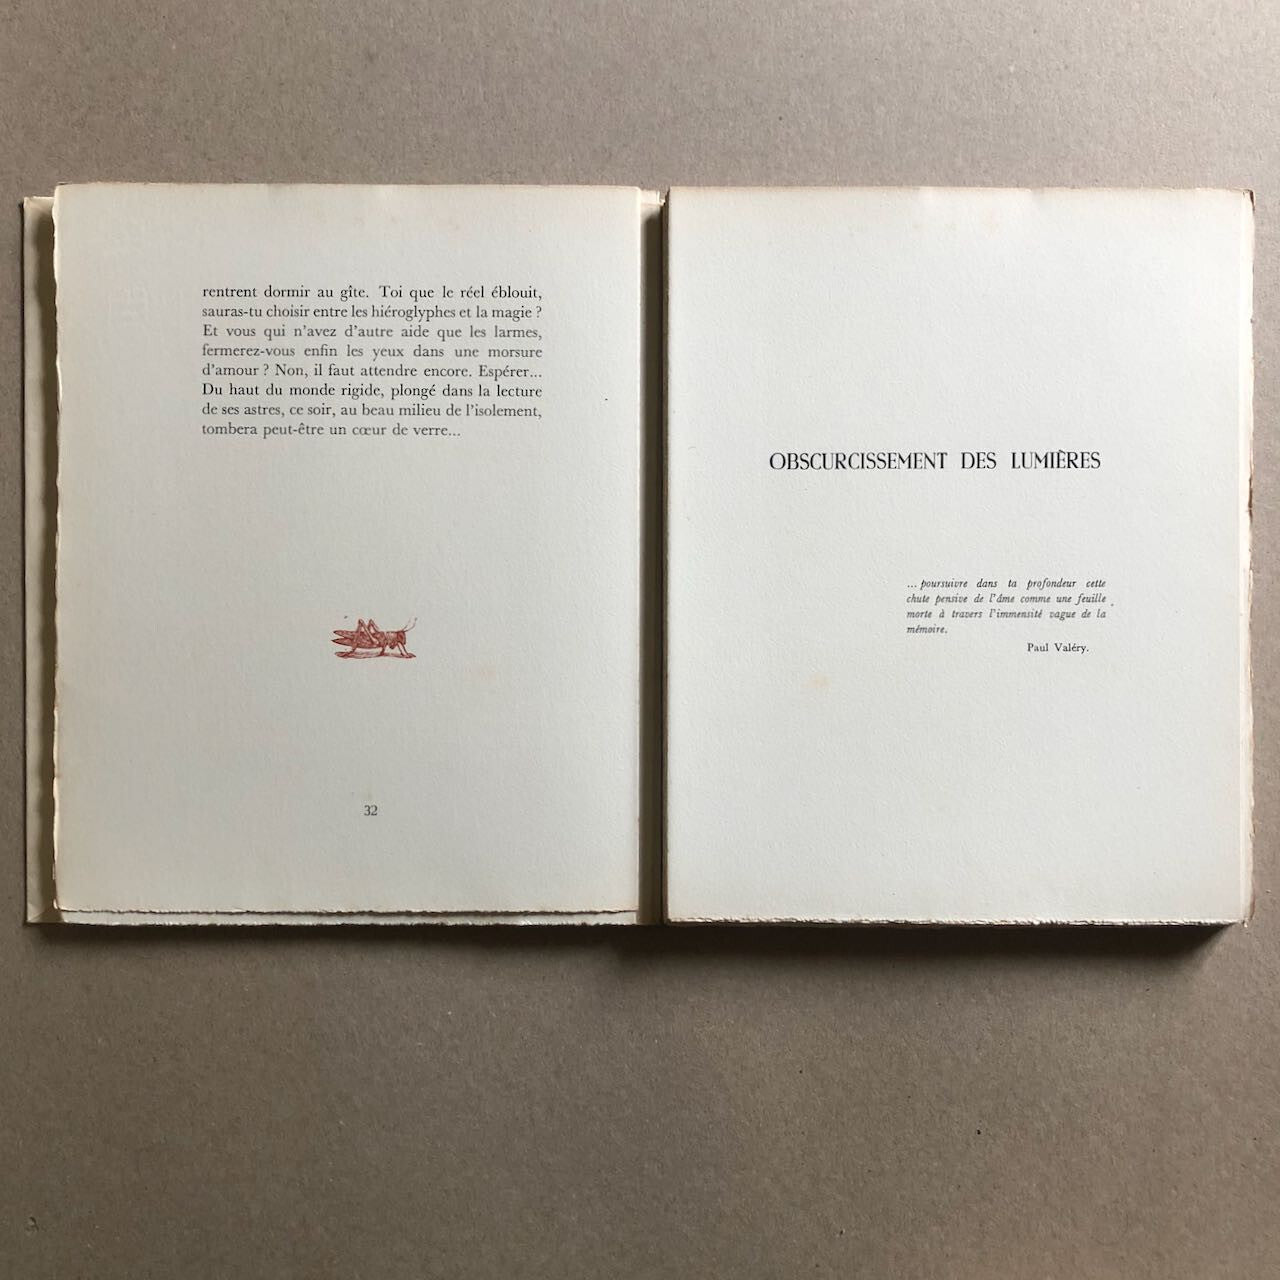 rentrent dormir au gîte. Toi que le réel éblouit,
sauras-tu choisir entre les hiéroglyphes et la magie ?
Et vous qui n'avez d'autre aide que les larmes,
fermerez-vous enfin les yeux dans une morsure
d'amour ? Non, il faut attendre encore. Espérer...
Du haut du monde rigide, plongé dans la lecture
de ses astres, ce soir, au beau milieu de l'isolement,
tombera peut-être un cœur de verre...
32
OBSCURCISSEMENT DES LUMIÈRES
... poursuivre dans ta profondeur cette
chute pensive de l'âme comme une feuille
morte à travers l'immensité vague de la
mémoire.
Paul Valéry.